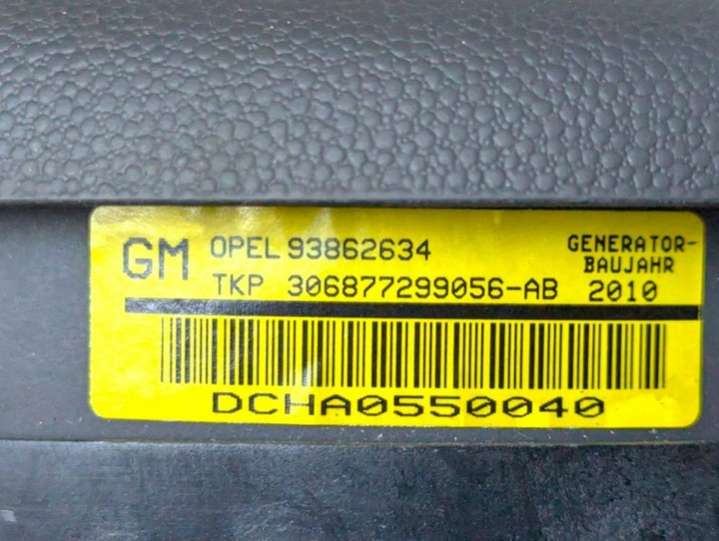 GM OPEL 93862634
TKP 306877299056-AB
GENERATOR-
BAUJAHR
2010
DCHA0550040